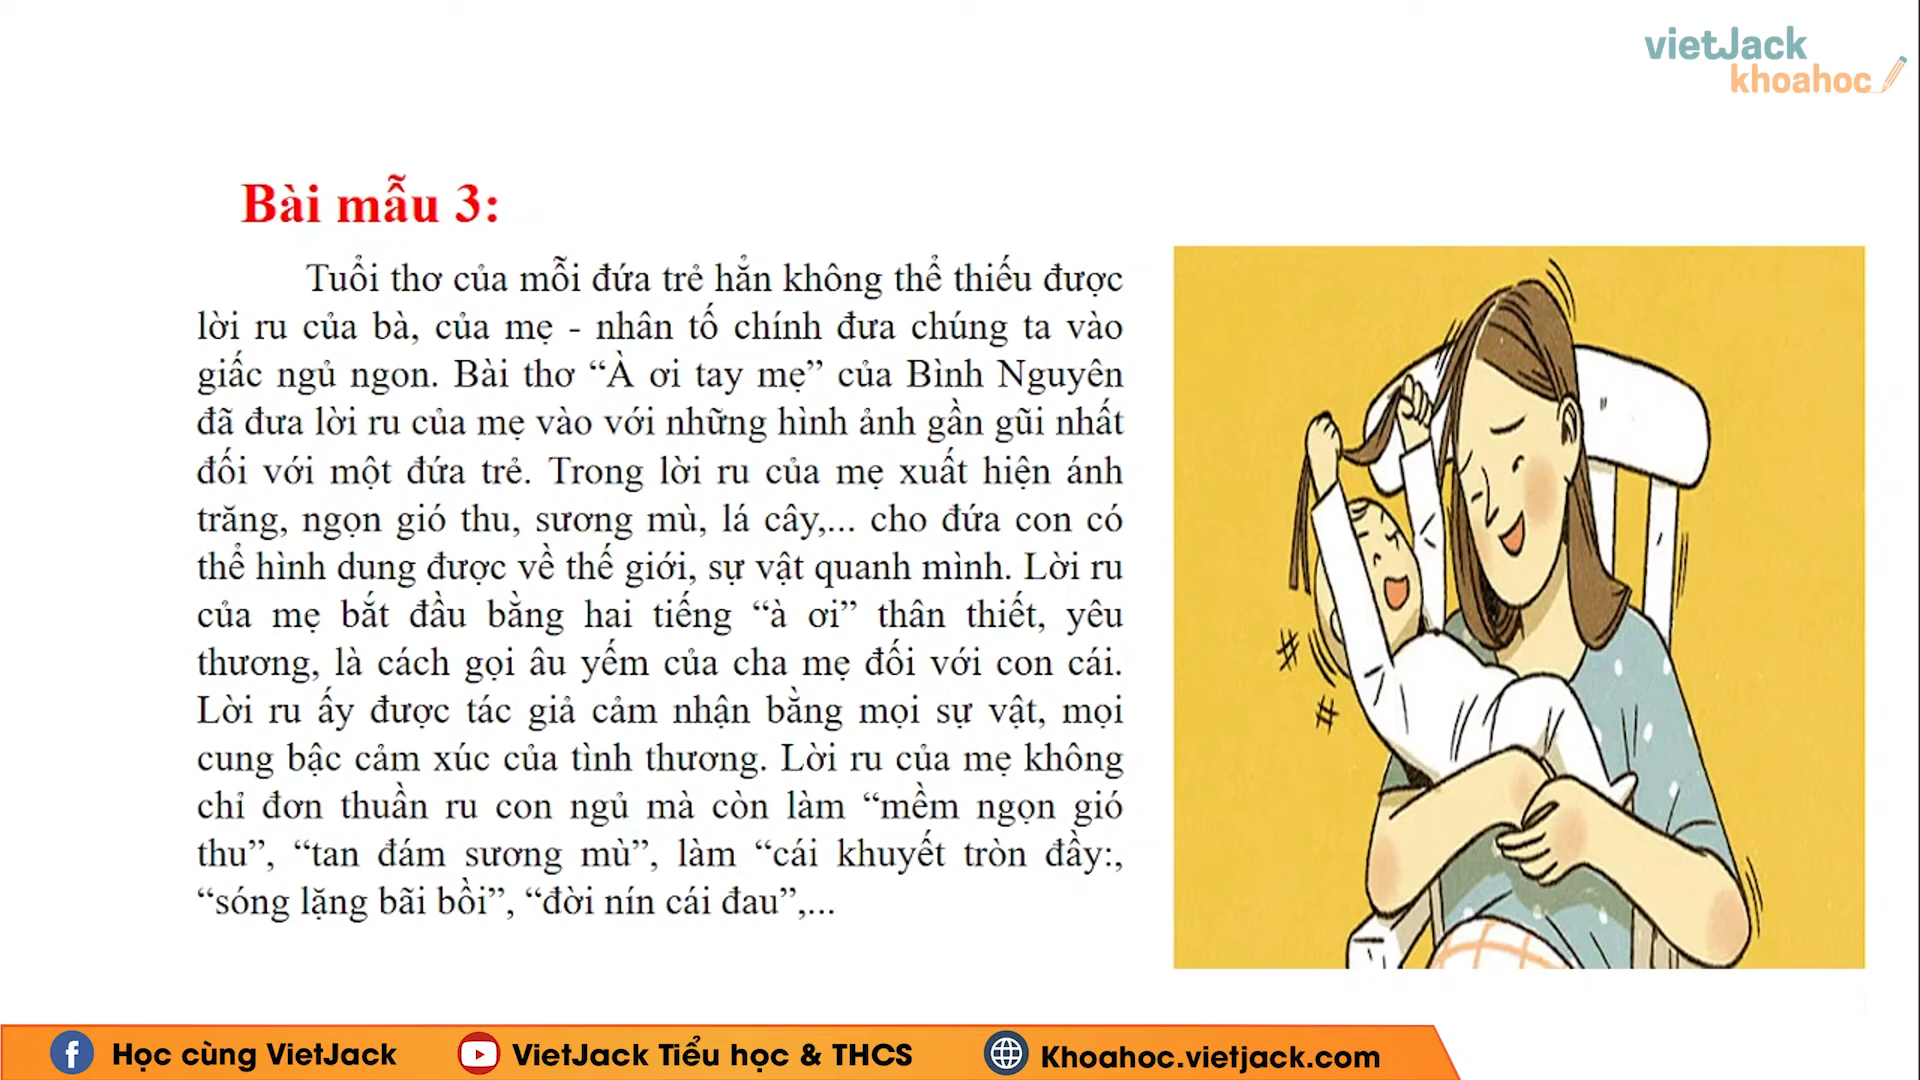 vietJack
khoahoc
Bài mẫu 3:
Tuổi thơ của mỗi đứa trẻ hẳn không thể thiếu được
lời ru của bà, của mẹ - nhân tố chính đưa chúng ta vào
giấc ngủ ngon. Bài thơ “À ơi tay mẹ” của Bình Nguyên
đã đưa lời ru của mẹ vào với những hình ảnh gần gũi nhất
đối với một đứa trẻ. Trong lời ru của mẹ xuất hiện ánh
trăng, ngọn gió thu, sương mù, lá cây,... cho đứa con có
thể hình dung được về thế giới, sự vật quanh mình. Lời ru
của mẹ bắt đầu bằng hai tiếng “à ơi” thân thiết, yêu
thương, là cách gọi âu yếm của cha mẹ đối với con cái.
Lời ru ấy được tác giả cảm nhận bằng mọi sự vật, mọi
cung bậc cảm xúc của tình thương. Lời ru của mẹ không
chỉ đơn thuần ru con ngủ mà còn làm “mềm ngọn gió
thu”, “tan đám sương mù”, làm “cái khuyết tròn đầy:,
“sóng lặng bãi bồi”, “đời nín cái đau”,...
Học cùng VietJack
VietJack Tiểu học & THCS
Khoahoc.vietjack.com